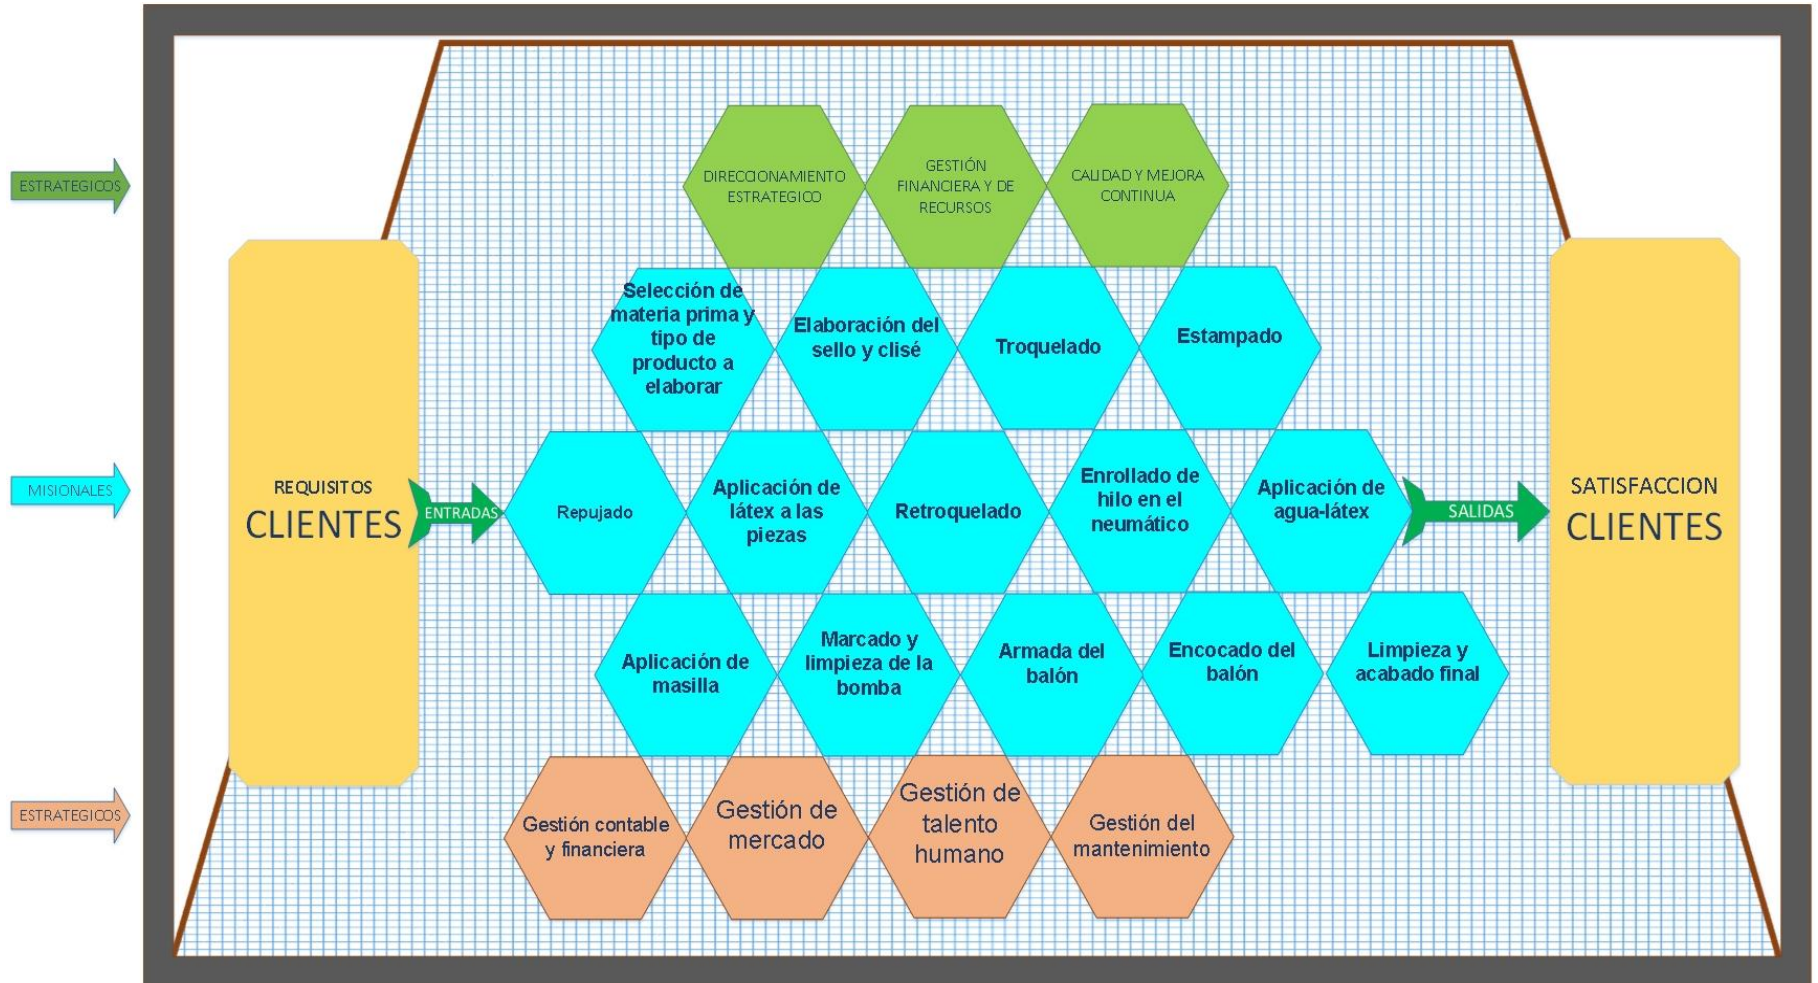 ESTRATEGICOS
DIRECCIONAMIENTO
ESTRATEGICO
GESTIÓN
FINANCIERA Y DE
RECURSOS
CALIDAD Y MEJORA
CONTINUA
Selección de
materia prima y
tipo de
producto a
elaborar
Elaboración del
sello y clisé
Troquelado
Estampado
MISIONALES
REQUISITOS
CLIENTES
ENTRADAS
Repujado
Aplicación de
látex a las
piezas
Retroquelado
Enrollado de
hilo en el
neumático
Aplicación de
agua-látex
SALIDAS
SATISFACCION
CLIENTES
Aplicación de
masilla
Marcado y
limpieza de la
bomba
Armada del
balón
Encocado del
balón
Limpieza y
acabado final
ESTRATEGICOS
Gestión contable
y financiera
Gestión de
mercado
Gestión de
talento
humano
Gestión del
mantenimiento